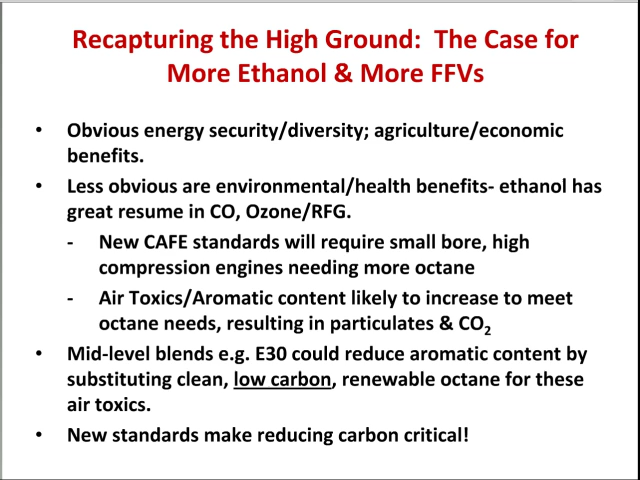 Recapturing the High Ground:  The Case for
More Ethanol & More FFVs
• Obvious energy security/diversity; agriculture/economic
benefits.
• Less obvious are environmental/health benefits- ethanol has
great resume in CO, Ozone/RFG.
- New CAFE standards will require small bore, high
compression engines needing more octane
- Air Toxics/Aromatic content likely to increase to meet
octane needs, resulting in particulates & CO₂
• Mid-level blends e.g. E30 could reduce aromatic content by
substituting clean, low carbon, renewable octane for these
air toxics.
• New standards make reducing carbon critical!